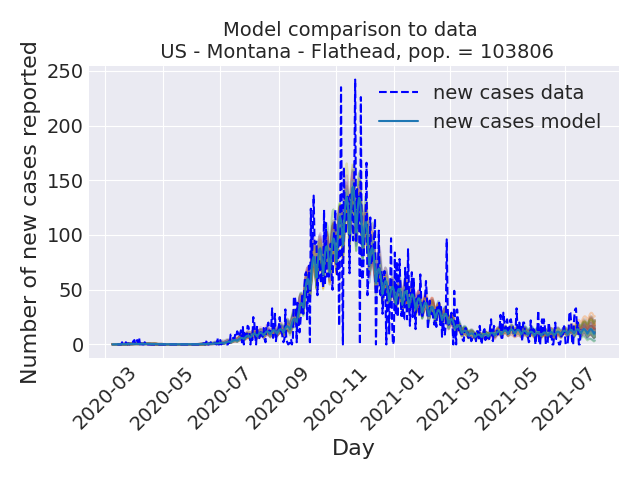 Model comparison to data
US - Montana - Flathead, pop. = 103806
Number of new cases reported
250
200
150
100
50
0
new cases data
new cases model
2020-03
2020-05
2020-07
2020-09
2020-11
2021-01
2021-03
2021-05
2021-07
Day